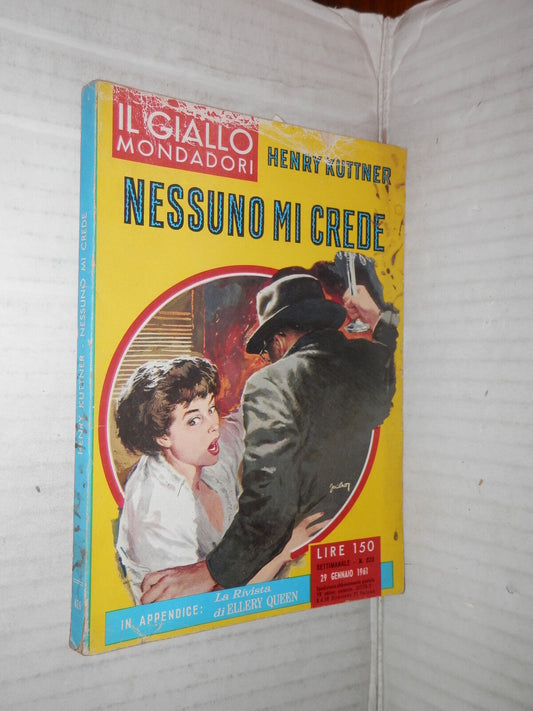 IL GIALLO
MONDADORI
HENRY KUTTNER
NESSUNO MI CREDE
HENRY KUTTNER - NESSUNO MI CREDE
LIRE 150
SETTIMANALE - N.
29 GENNAIO 1961
IN APPENDICE:
La Rivista
di ELLERY QUEEN